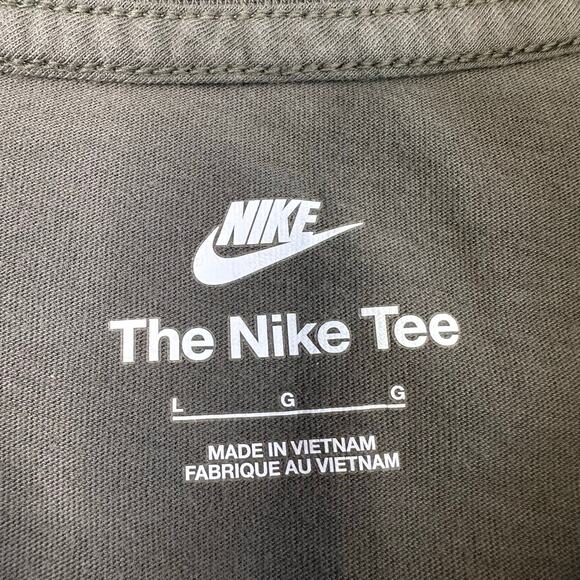 NIKE
The Nike Tee
L G G
MADE IN VIETNAM
FABRIQUE AU VIETNAM